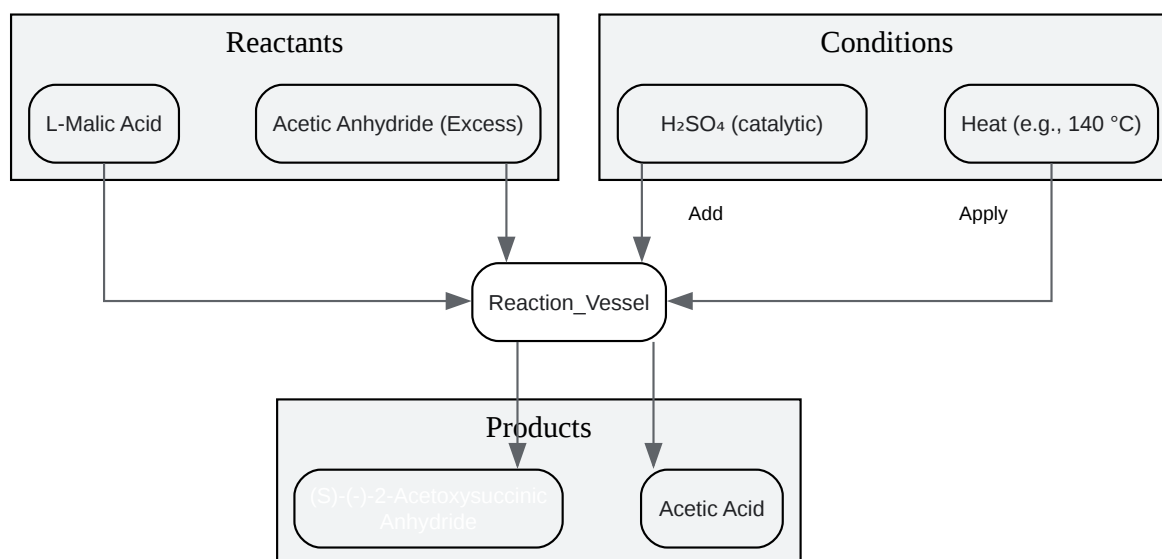 Reactants
Conditions
L-Malic Acid
Acetic Anhydride (Excess)
H₂SO₄ (catalytic)
Heat (e.g., 140 °C)
Add
Apply
Reaction_Vessel
Products
(S)-(-)-2-Acetoxysuccinic
Anhydride
Acetic Acid